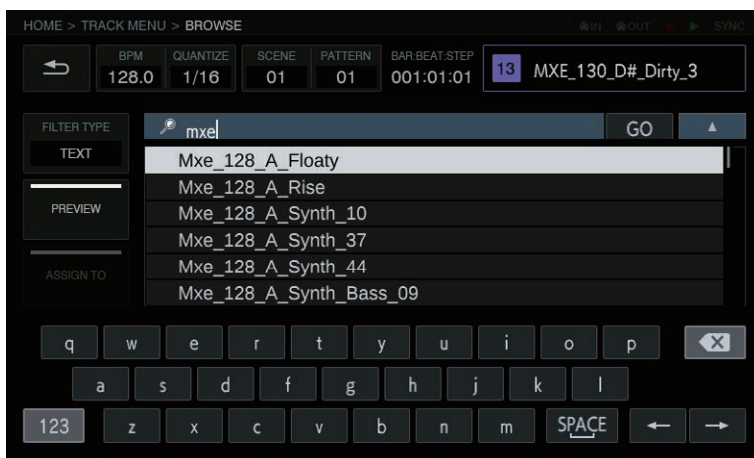 HOME > TRACK MENU > BROWSE IN OUT SYNC
BPM QUANTIZE SCENE PATTERN BAR:BEAT:STEP
128.0 1/16 01 01 001:01:01 13 MXE_130_D#_Dirty_3
FILTER TYPE
TEXT
mxe GO
Mxe_128_A_Floaty
Mxe_128_A_Rise
PREVIEW
Mxe_128_A_Synth_10
Mxe_128_A_Synth_37
ASSIGN TO
Mxe_128_A_Synth_44
Mxe_128_A_Synth_Bass_09
q w e r t y u i o p
a s d f g h j k l
123 z x c v b n m SPACE